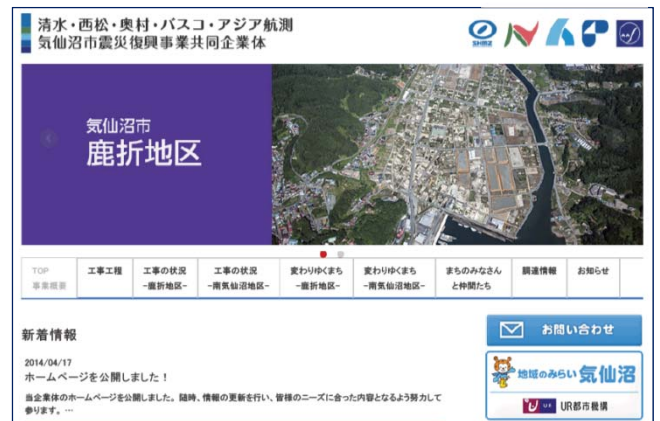 清水・西松・奥村・パスコ・アジア航測
気仙沼市震災復興事業共同企業体
SHMZ
気仙沼市
鹿折地区
TOP
事業概要
工事工程
工事の状況
-鹿折地区-
工事の状況
-南気仙沼地区-
変わりゆくまち
-鹿折地区-
変わりゆくまち
-南気仙沼地区-
まちのみなさん
と仲間たち
調達情報
お知らせ
新着情報
2014/04/17
ホームページを公開しました!
当企業体のホームページを公開しました。随時、情報の更新を行い、皆様のニーズに合った内容となるよう努力して
参ります。…
お問い合わせ
地域のみらい 気仙沼
UR UR都市機構